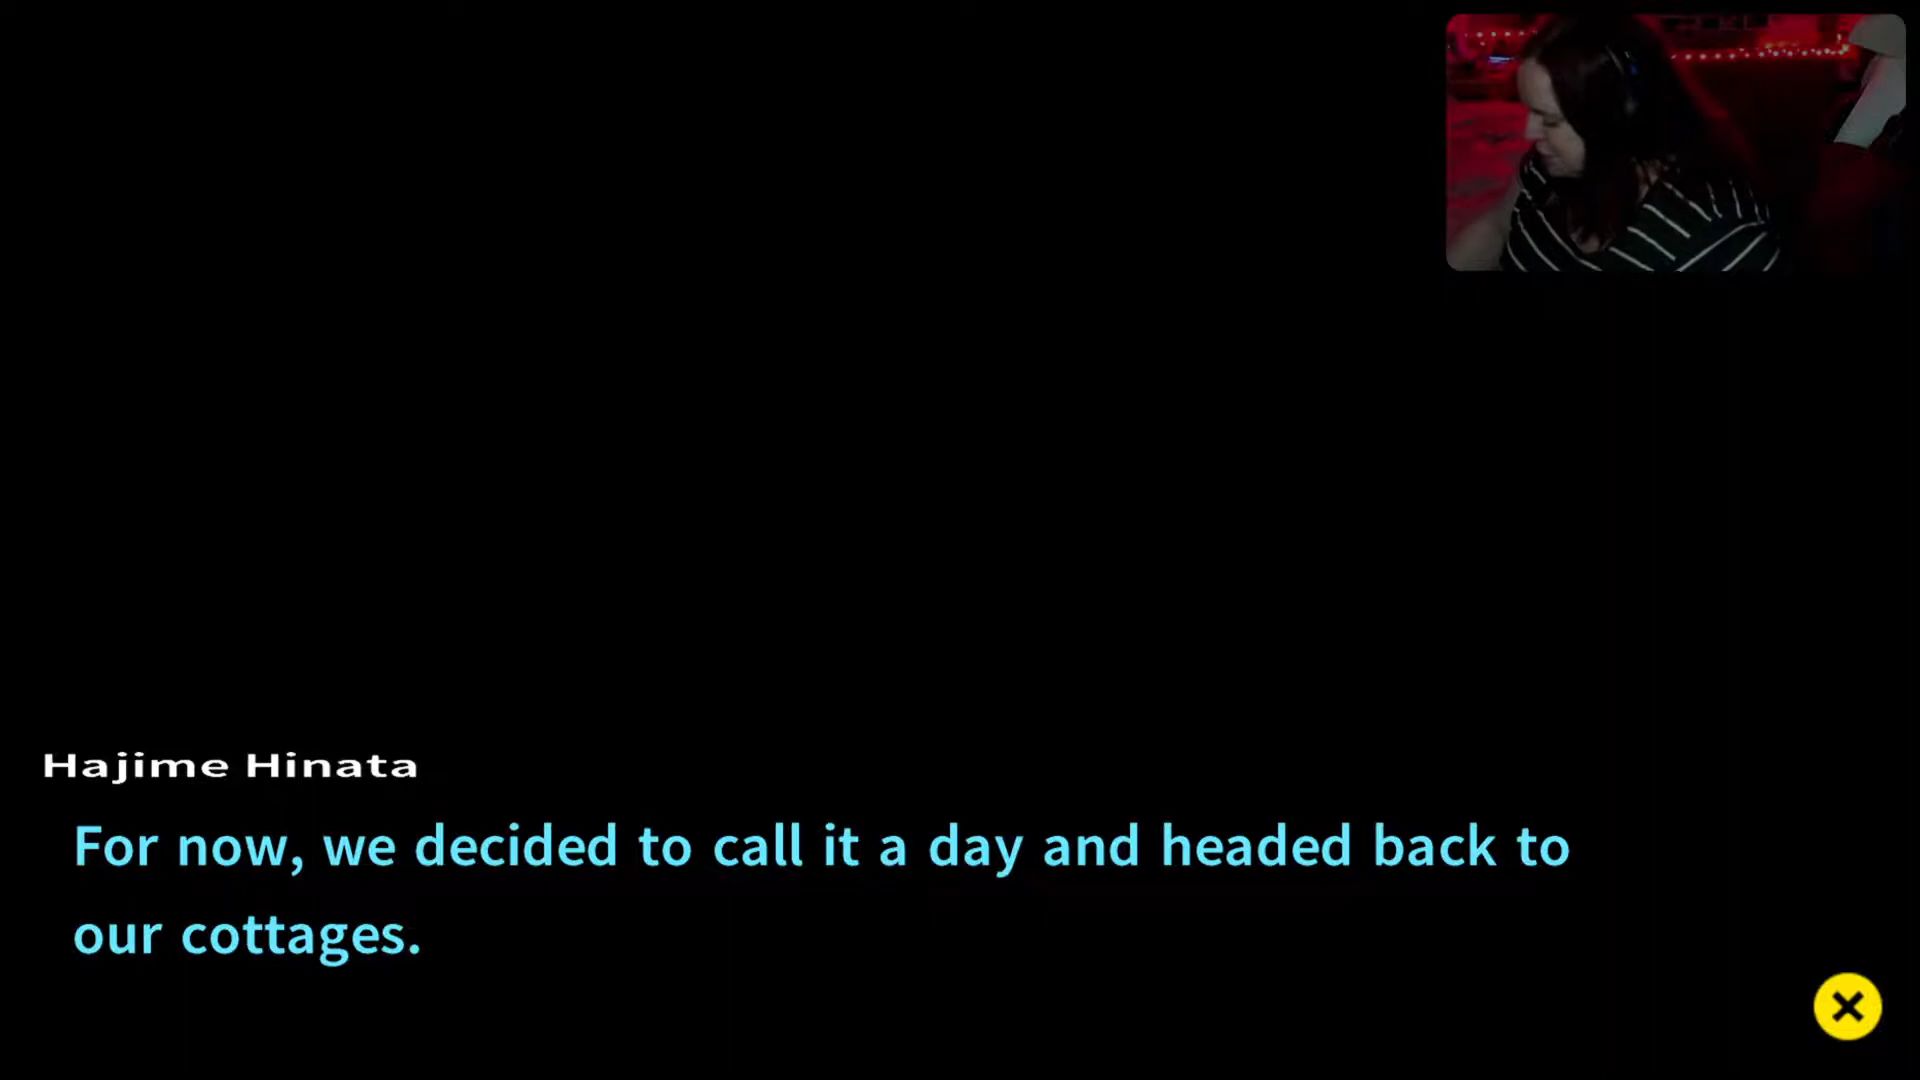 Hajime Hinata
For now, we decided to call it a day and headed back to
our cottages.